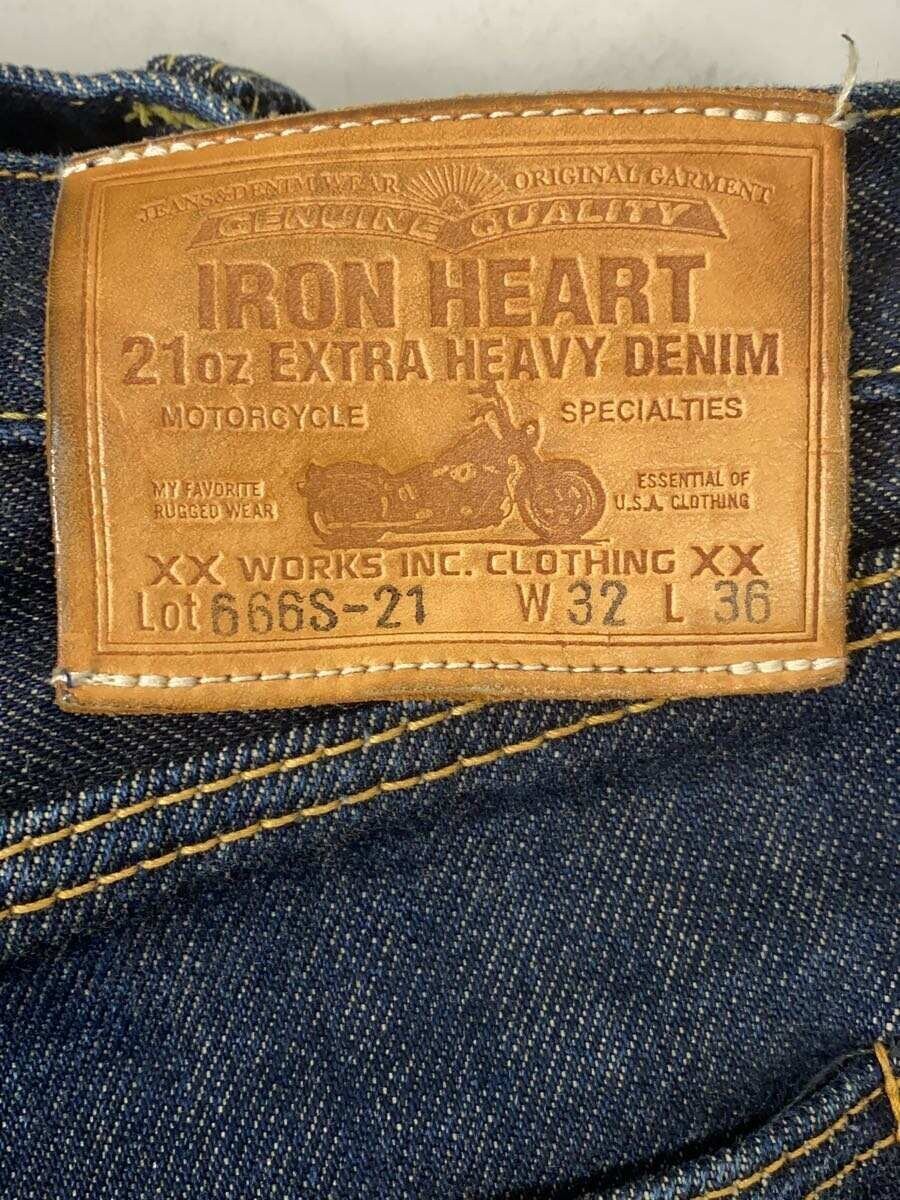 JEANS&DENIM WEAR ORIGINAL GARMENT
GENUINE QUALITY
IRON HEART
21oz EXTRA HEAVY DENIM
MOTORCYCLE SPECIALTIES
MY FAVORITE
RUGGED WEAR
ESSENTIAL OF
U.S.A. CLOTHING
XX WORKS INC. CLOTHING XX
Lot 666S-21 W 32 L 36